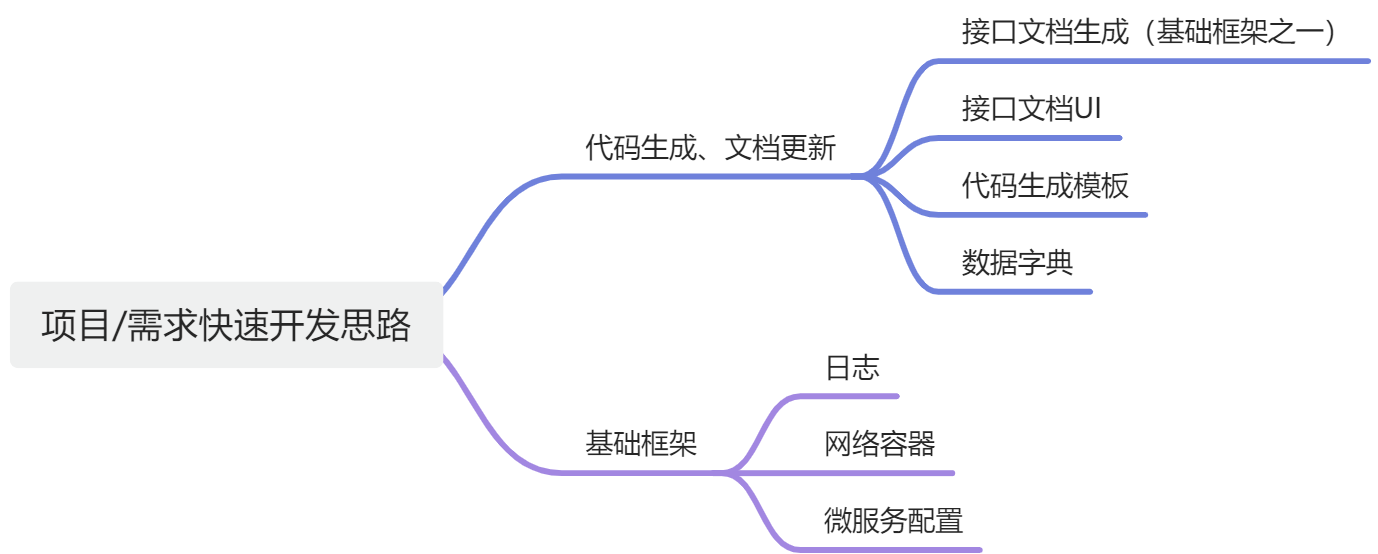 项目/需求快速开发思路
代码生成、文档更新
接口文档生成（基础框架之一）
接口文档UI
代码生成模板
数据字典
基础框架
日志
网络容器
微服务配置